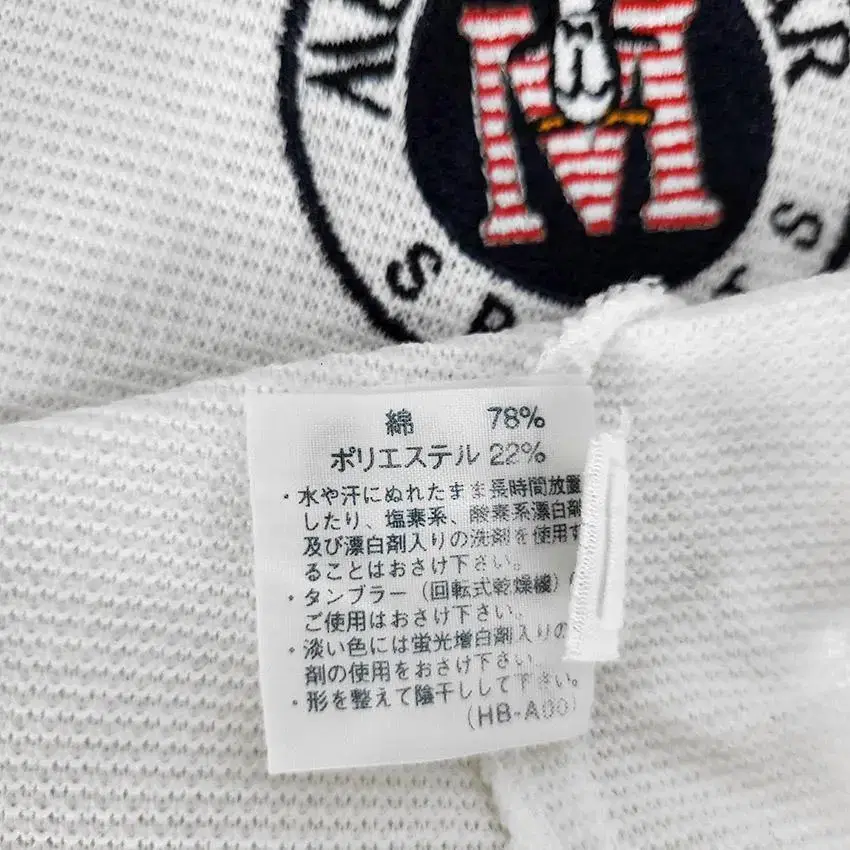 M
綿 78%
ポリエステル 22%
・水や汗にぬれたまま長時間放置
したり、塩素系、酸素系漂白剤
及び漂白剤入りの洗剤を使用す
ることはおさけ下さい。
・タンブラー（回転式乾燥機）
ご使用はおさけ下さい。
・淡い色には蛍光増白剤入りの
剤の使用をおさけ下さい。
・形を整えて陰干しして下さい。
(HB-A00)